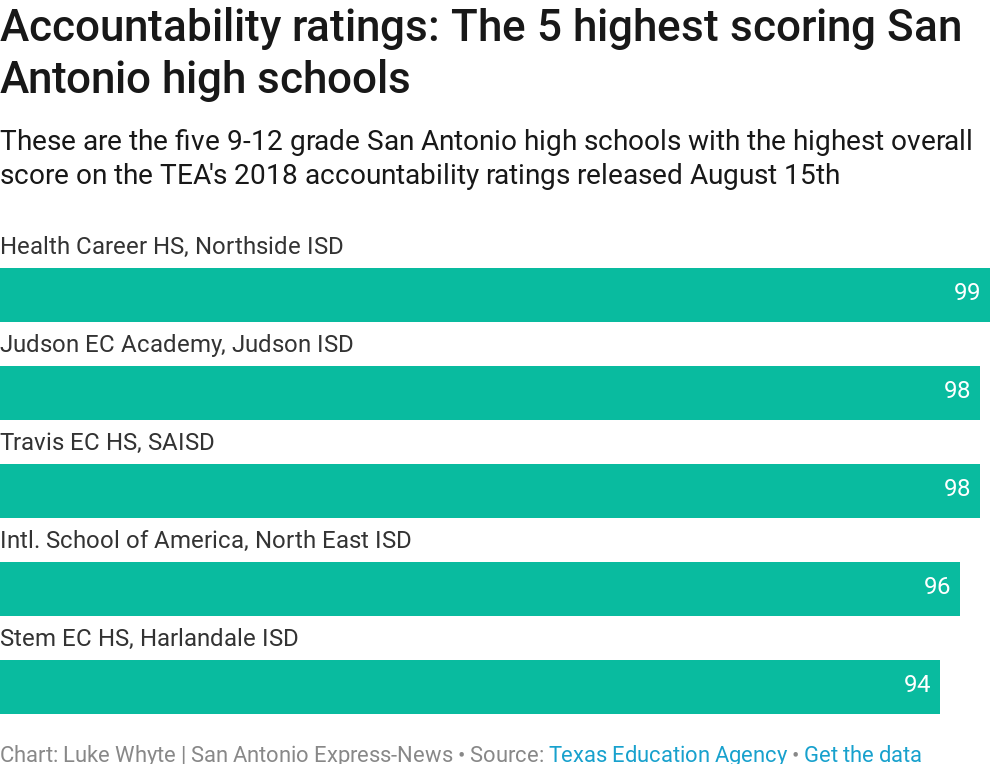 Accountability ratings: The 5 highest scoring San
Antonio high schools
These are the five 9-12 grade San Antonio high schools with the highest overall
score on the TEA's 2018 accountability ratings released August 15th
Health Career HS, Northside ISD
99
Judson EC Academy, Judson ISD
98
Travis EC HS, SAISD
98
Intl. School of America, North East ISD
96
Stem EC HS, Harlandale ISD
94
Chart: Luke Whyte | San Antonio Express-News • Source: Texas Education Agency • Get the data